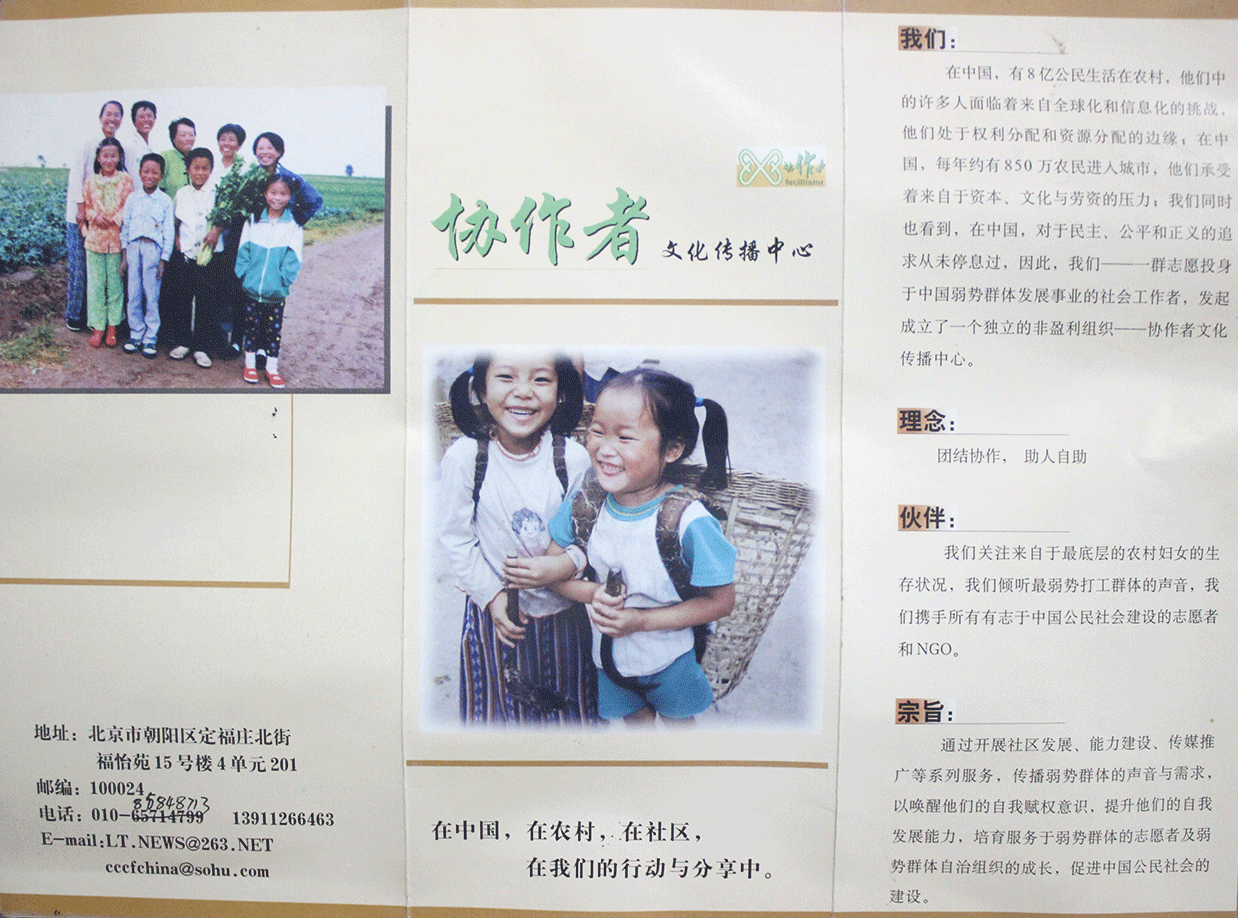 地址：北京市朝阳区定福庄北街
福怡苑15号楼4单元201
邮编：100024
85848713
电话：010-65714799 13911266463
E-mail:LT.NEWS@263.NET
cccfchina@sohu.com
协作者
facilitator
协作者 文化传播中心
在中国，在农村，在社区，
在我们的行动与分享中。
我们：
在中国，有8亿公民生活在农村，他们中
的许多人面临着来自全球化和信息化的挑战，
他们处于权利分配和资源分配的边缘；在中
国，每年约有850万农民进入城市，他们承受
着来自于资本、文化与劳资的压力；我们同时
也看到，在中国，对于民主、公平和正义的追
求从未停息过，因此，我们——一群志愿投身
于中国弱势群体发展事业的社会工作者，发起
成立了一个独立的非盈利组织——协作者文化
传播中心。
理念：
团结协作， 助人自助
伙伴：
我们关注来自于最底层的农村妇女的生
存状况，我们倾听最弱势打工群体的声音，我
们携手所有有志于中国公民社会建设的志愿者
和NGO。
宗旨：
通过开展社区发展、能力建设、传媒推
广等系列服务，传播弱势群体的声音与需求，
以唤醒他们的自我赋权意识，提升他们的自我
发展能力，培育服务于弱势群体的志愿者及弱
势群体自治组织的成长，促进中国公民社会的
建设。